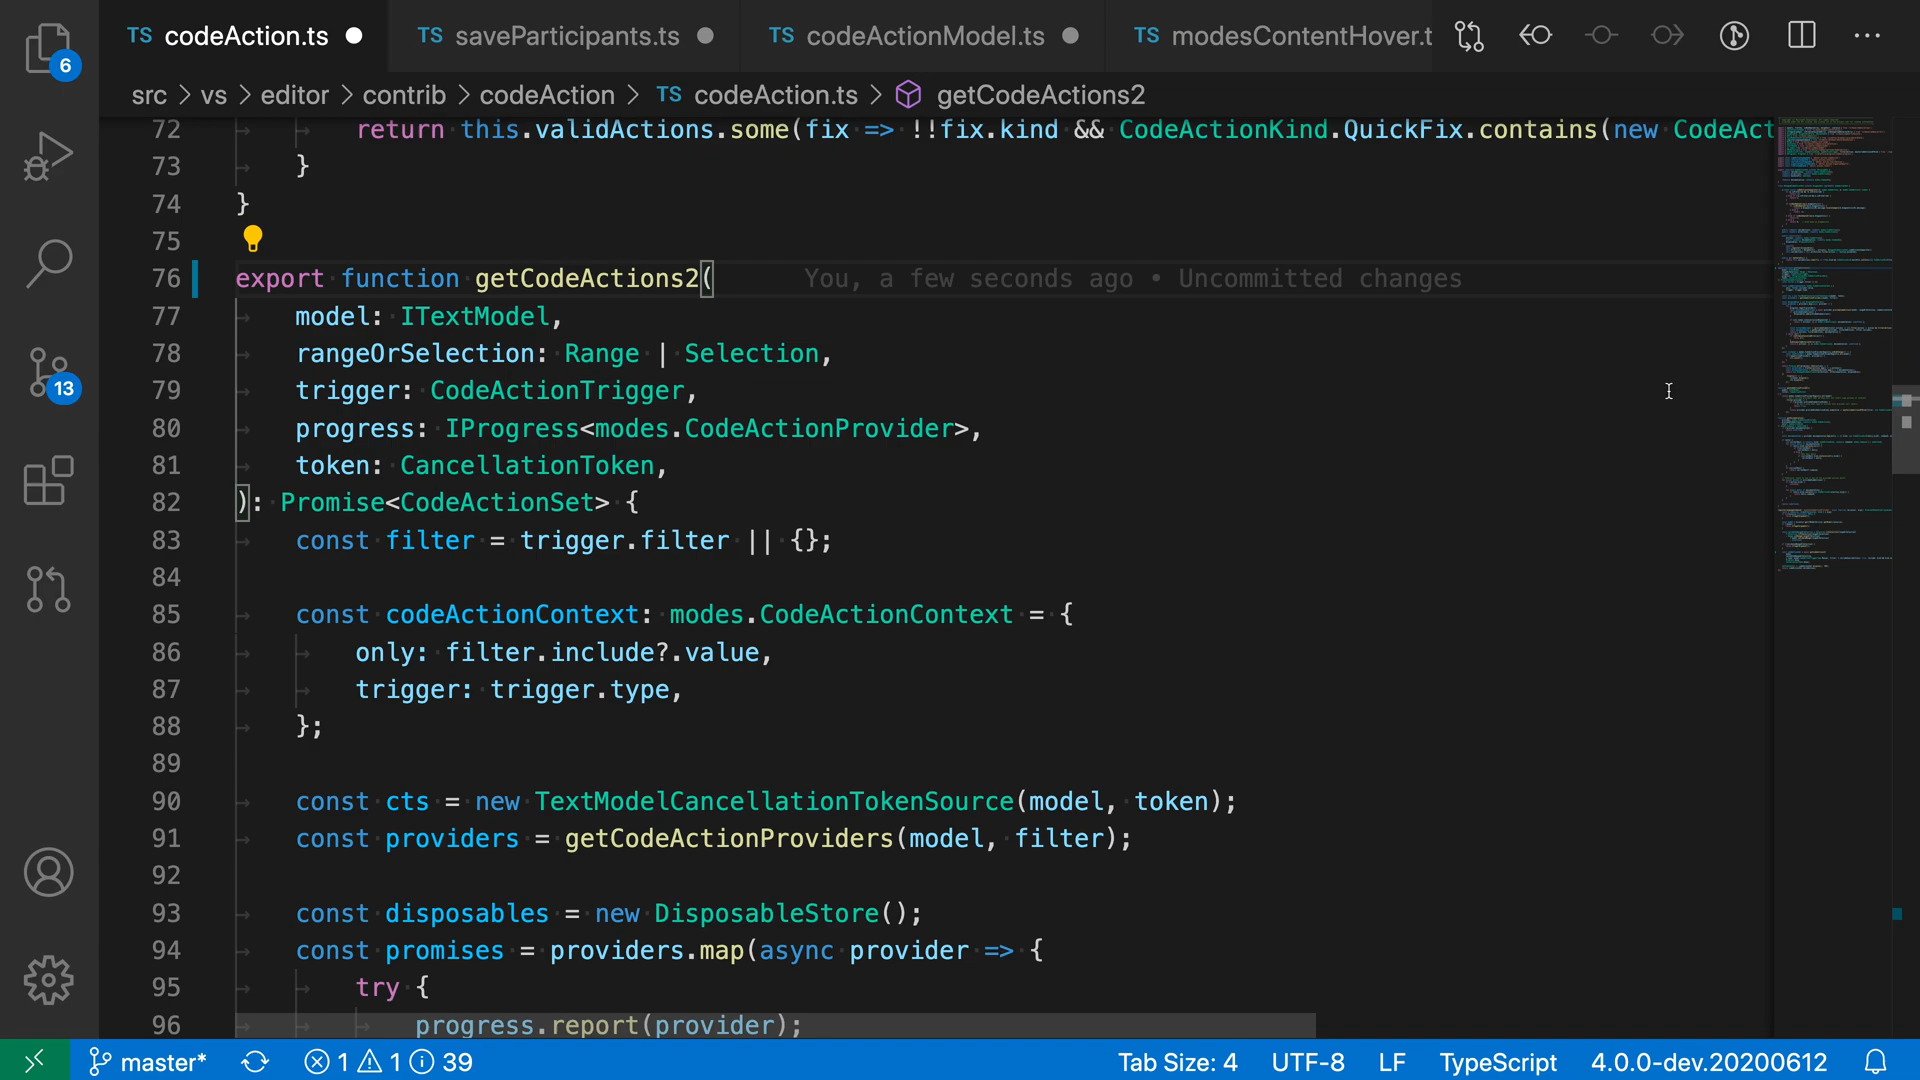 TS codeAction.ts TS saveParticipants.ts TS codeActionModel.ts TS modesContentHover.t
6
src > vs > editor > contrib > codeAction > TS codeAction.ts > getCodeActions2
72 return this.validActions.some(fix => !!fix.kind && CodeActionKind.QuickFix.contains(new CodeAct
73 }
74 }
75
76 export function getCodeActions2( You, a few seconds ago • Uncommitted changes
77 model: ITextModel,
78 rangeOrSelection: Range | Selection,
79 trigger: CodeActionTrigger,
13
80 progress: IProgress<modes.CodeActionProvider>,
81 token: CancellationToken,
82 ): Promise<CodeActionSet> {
83 const filter = trigger.filter || {};
84
85 const codeActionContext: modes.CodeActionContext = {
86 only: filter.include?.value,
87 trigger: trigger.type,
88 };
89
90 const cts = new TextModelCancellationTokenSource(model, token);
91 const providers = getCodeActionProviders(model, filter);
92
93 const disposables = new DisposableStore();
94 const promises = providers.map(async provider => {
95 try {
96 progress.report(provider);
master* 1 1 39 Tab Size: 4 UTF-8 LF TypeScript 4.0.0-dev.20200612